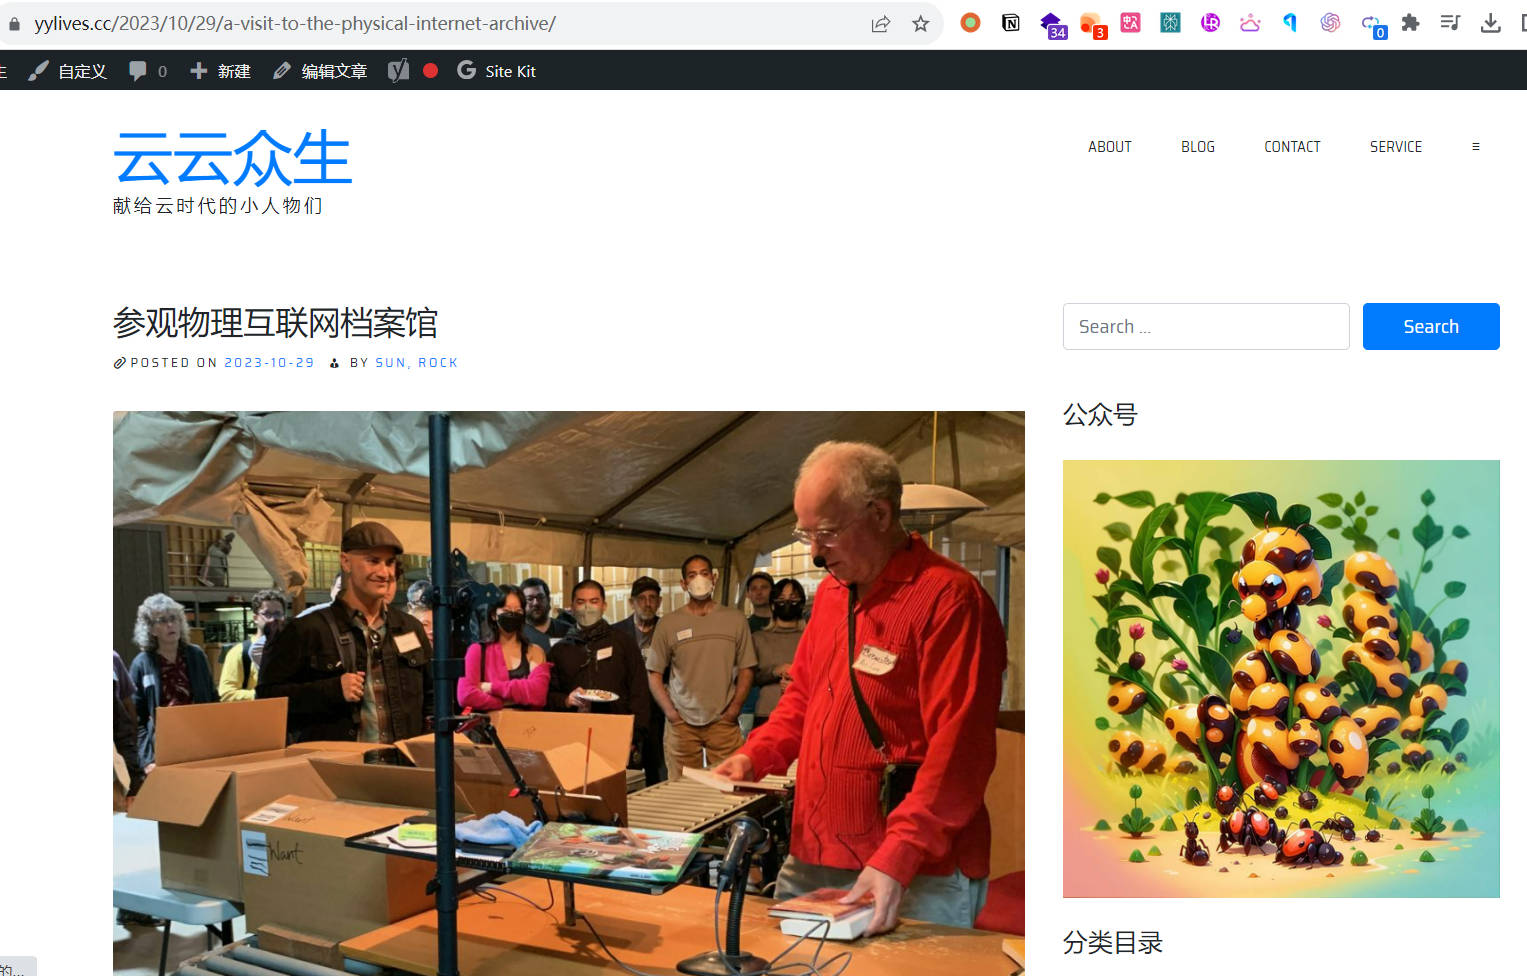 yylives.cc/2023/10/29/a-visit-to-the-physical-internet-archive/
34
3
0
自定义 0 新建 编辑文章 Site Kit
云云众生
献给云时代的小人物们
ABOUT BLOG CONTACT SERVICE ≡
参观物理互联网档案馆
POSTED ON 2023-10-29 BY SUN, ROCK
Search ... Search
公众号
Want
分类目录
的...